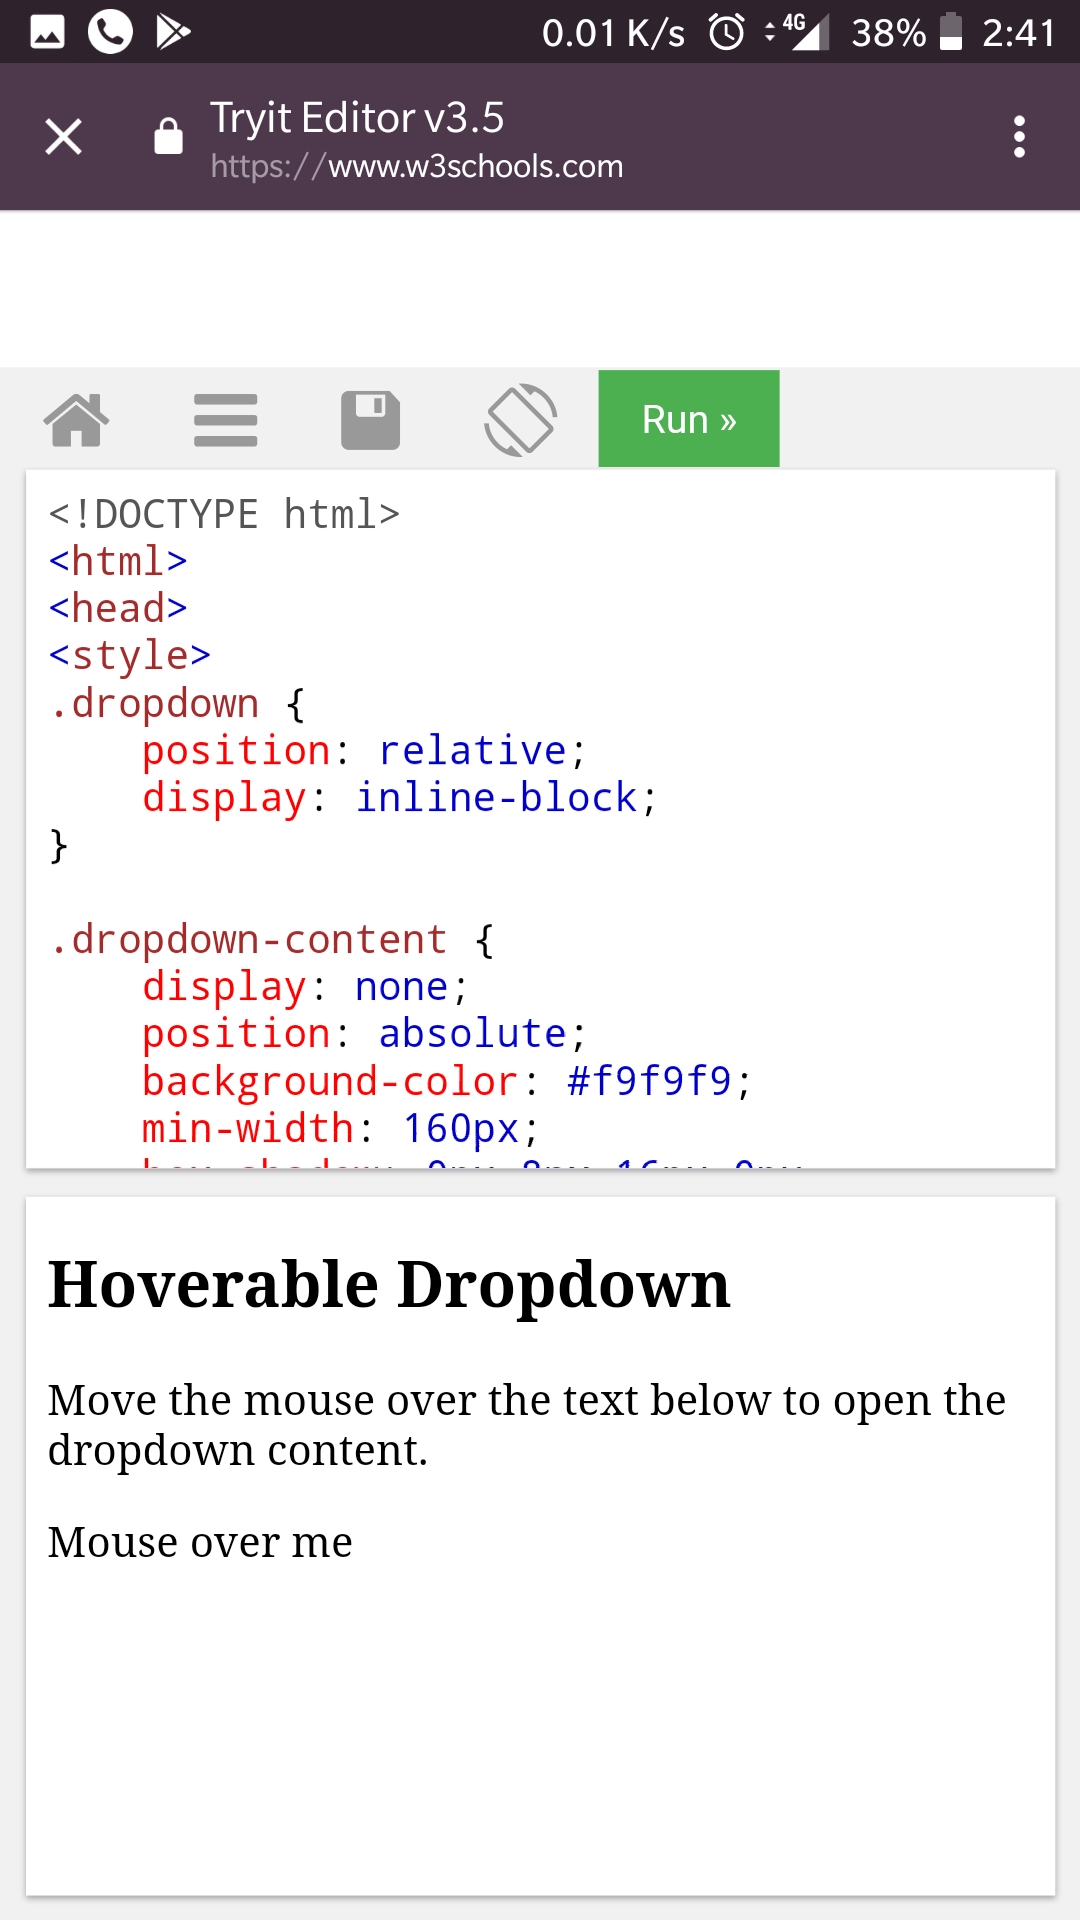 0.01 K/s 4G 38% 2:41
Tryit Editor v3.5
https://www.w3schools.com
Run »
<!DOCTYPE html>
<html>
<head>
<style>
.dropdown {
    position: relative;
    display: inline-block;
}
.dropdown-content {
    display: none;
    position: absolute;
    background-color: #f9f9f9;
    min-width: 160px;
Hoverable Dropdown
Move the mouse over the text below to open the
dropdown content.
Mouse over me